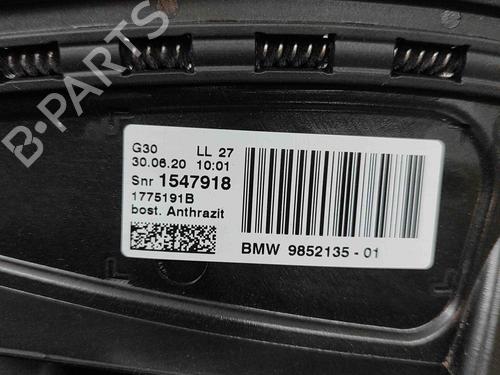 B-PARTS
G30 LL 27
30.06.20 10:01
Snr 1547918
1775191B
bost. Anthrazit
BMW 9852135 - 01